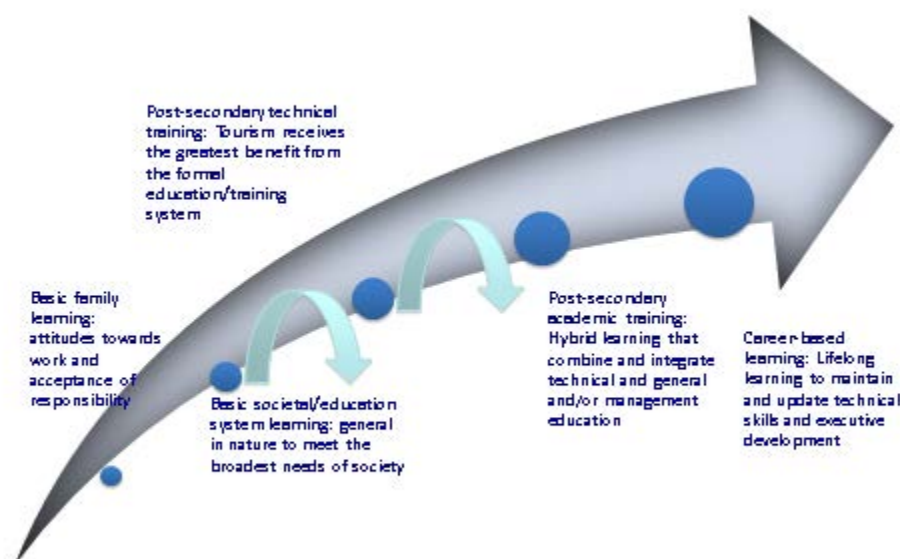 Post-secondary technical
training: Tourism receives
the greatest benefit from
the formal
education/training
system
Basic family
learning:
attitudes towards
work and
acceptance of
responsibility
Basic societal/education
system learning: general
in nature to meet the
broadest needs of society
Post-secondary
academic training:
Hybrid learning that
combine and integrate
technical and general
and/or management
education
Career-based
learning: Lifelong
learning to maintain
and update technical
skills and executive
development